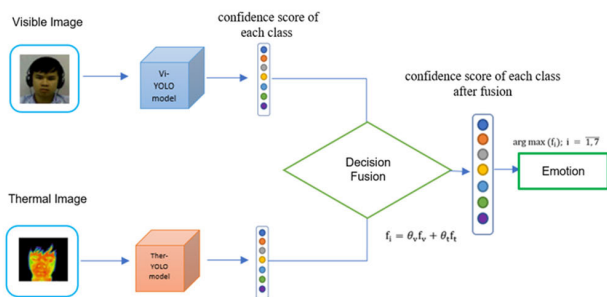 Visible Image
confidence score of
each class
Vi-
YOLO
model
confidence score of each class
after fusion
Decision
Fusion
arg max (fᵢ); i = 1,7
Emotion
Thermal Image
Ther-
YOLO
model
fᵢ = θᵥfᵥ + θₜfₜ